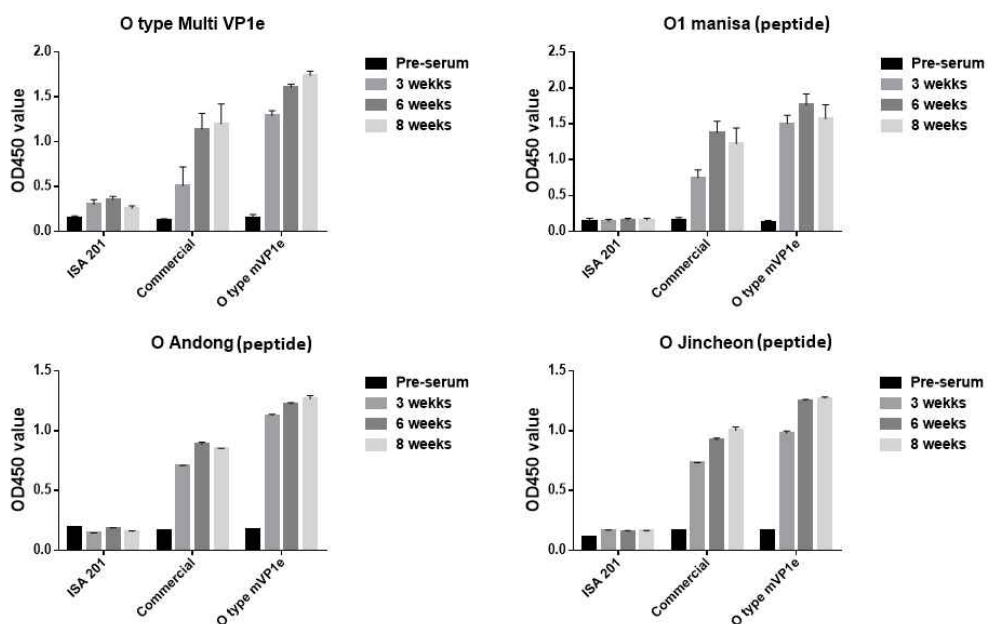 O type Multi VP1e
OD450 value
2.0
1.5
1.0
0.5
0.0
ISA 201
Commercial
O type mVP1e
Pre-serum
3 wekks
6 weeks
8 weeks
O1 manisa (peptide)
OD450 value
2.5
2.0
1.5
1.0
0.5
0.0
ISA 201
Commercial
O type mVP1e
Pre-serum
3 wekks
6 weeks
8 weeks
O Andong (peptide)
OD450 value
1.5
1.0
0.5
0.0
ISA 201
Commercial
O type mVP1e
Pre-serum
3 wekks
6 weeks
8 weeks
O Jincheon (peptide)
OD450 value
1.5
1.0
0.5
0.0
ISA 201
Commercial
O type mVP1e
Pre-serum
3 wekks
6 weeks
8 weeks